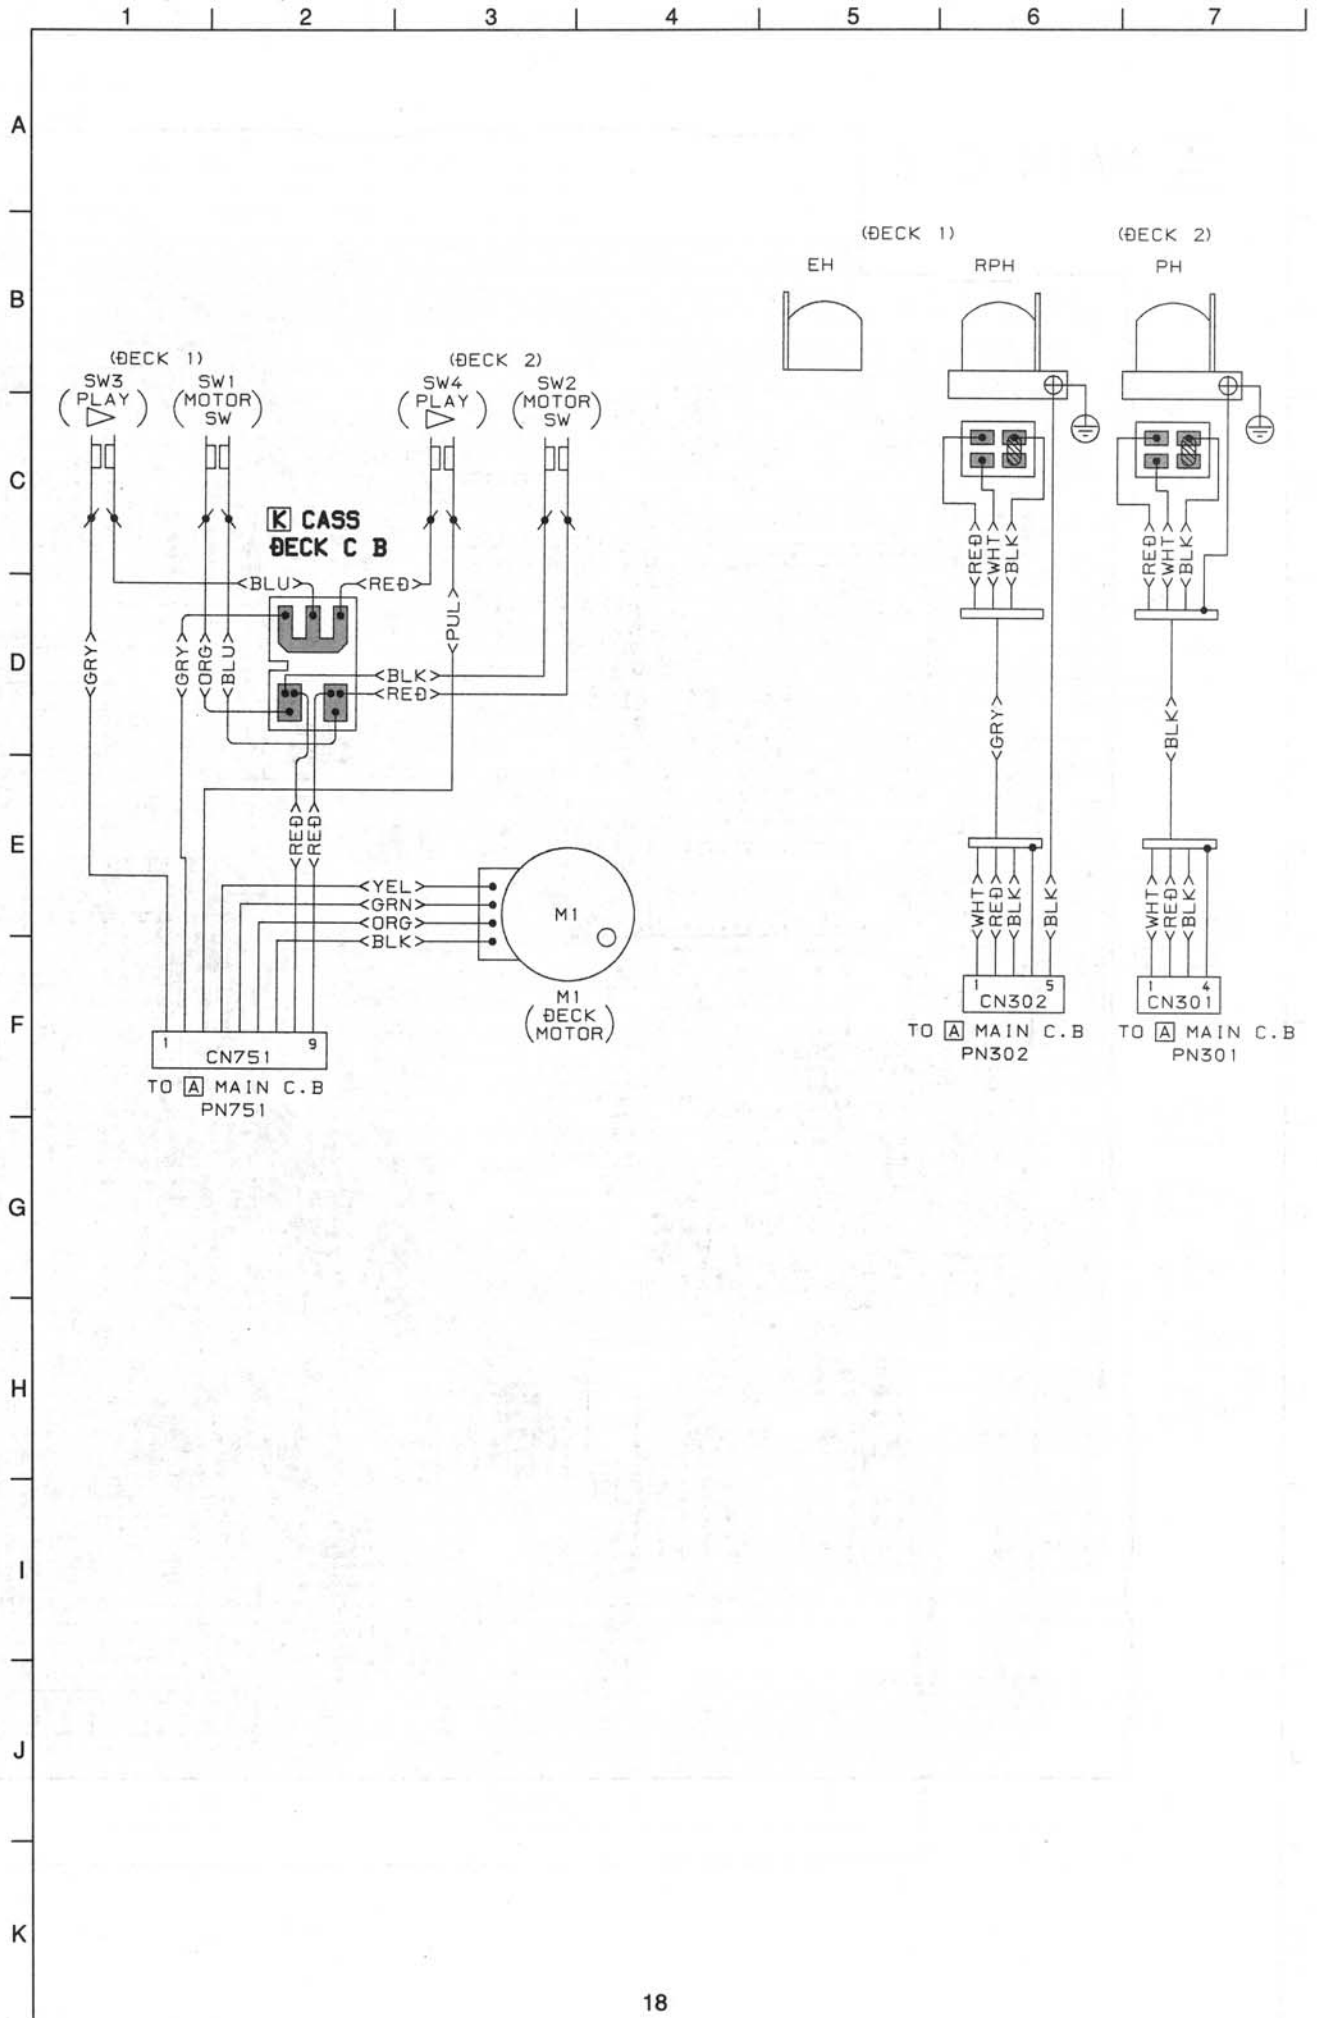 1 2 3 4 5 6 7
A
B
C
D
E
F
G
H
I
J
K
(DECK 1)
SW3
(PLAY)
SW1
(MOTOR SW)
(DECK 2)
SW4
(PLAY)
SW2
(MOTOR SW)
K CASS
DECK C B
<BLU>
<RED>
<GRY>
<GRY>
<ORG>
<BLU>
<PUL>
<BLK>
<RED>
<RED>
<RED>
<YEL>
<GRN>
<ORG>
<BLK>
M1
M1
(DECK
MOTOR)
1 9
CN751
TO A MAIN C.B
PN751
(DECK 1)
EH
RPH
(DECK 2)
PH
<RED>
<WHT>
<BLK>
<GRY>
<WHT>
<RED>
<BLK>
<BLK>
1 5
CN302
TO A MAIN C.B
PN302
<RED>
<WHT>
<BLK>
<BLK>
<WHT>
<RED>
<BLK>
1 4
CN301
TO A MAIN C.B
PN301
18